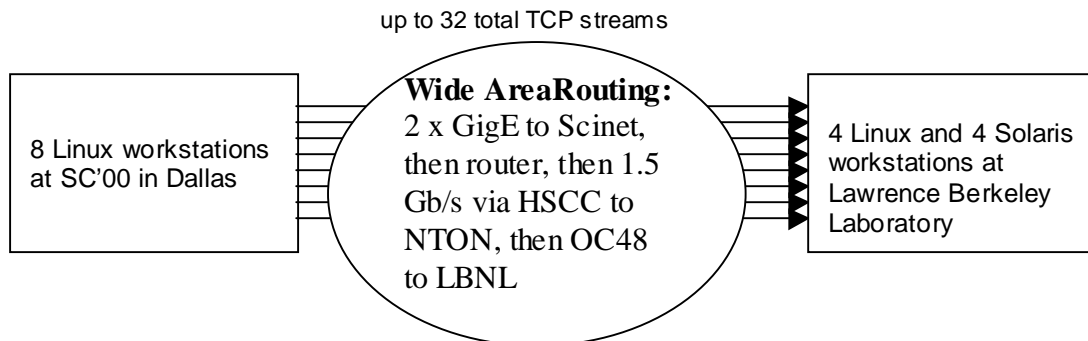 up to 32 total TCP streams
8 Linux workstations
at SC'00 in Dallas
Wide AreaRouting:
2 x GigE to Scinet,
then router, then 1.5
Gb/s via HSCC to
NTON, then OC48
to LBNL
4 Linux and 4 Solaris
workstations at
Lawrence Berkeley
Laboratory